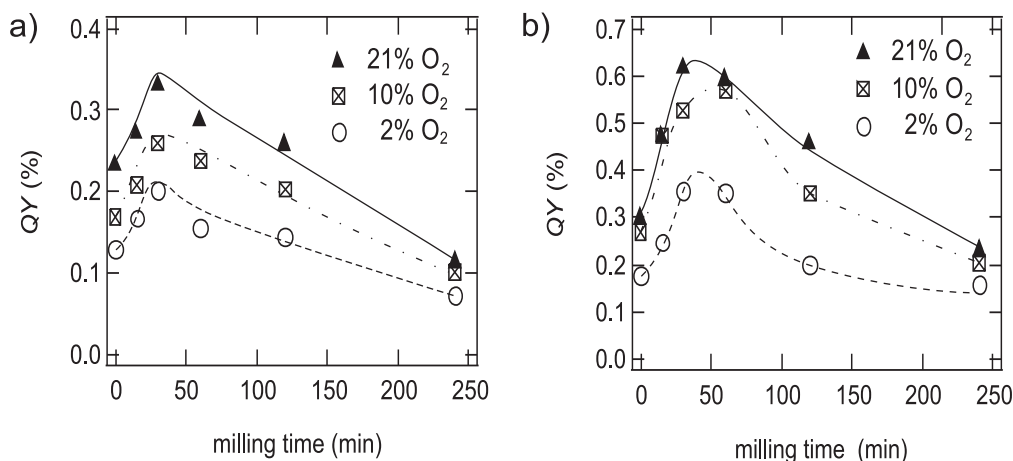 a)
0.4
0.3
0.2
0.1
0.0
QY (%)
21% O₂
10% O₂
2% O₂
0 50 100 150 200 250
milling time (min)
b)
0.7
0.6
0.5
0.4
0.3
0.2
0.1
0.0
QY (%)
21% O₂
10% O₂
2% O₂
0 50 100 150 200 250
milling time (min)